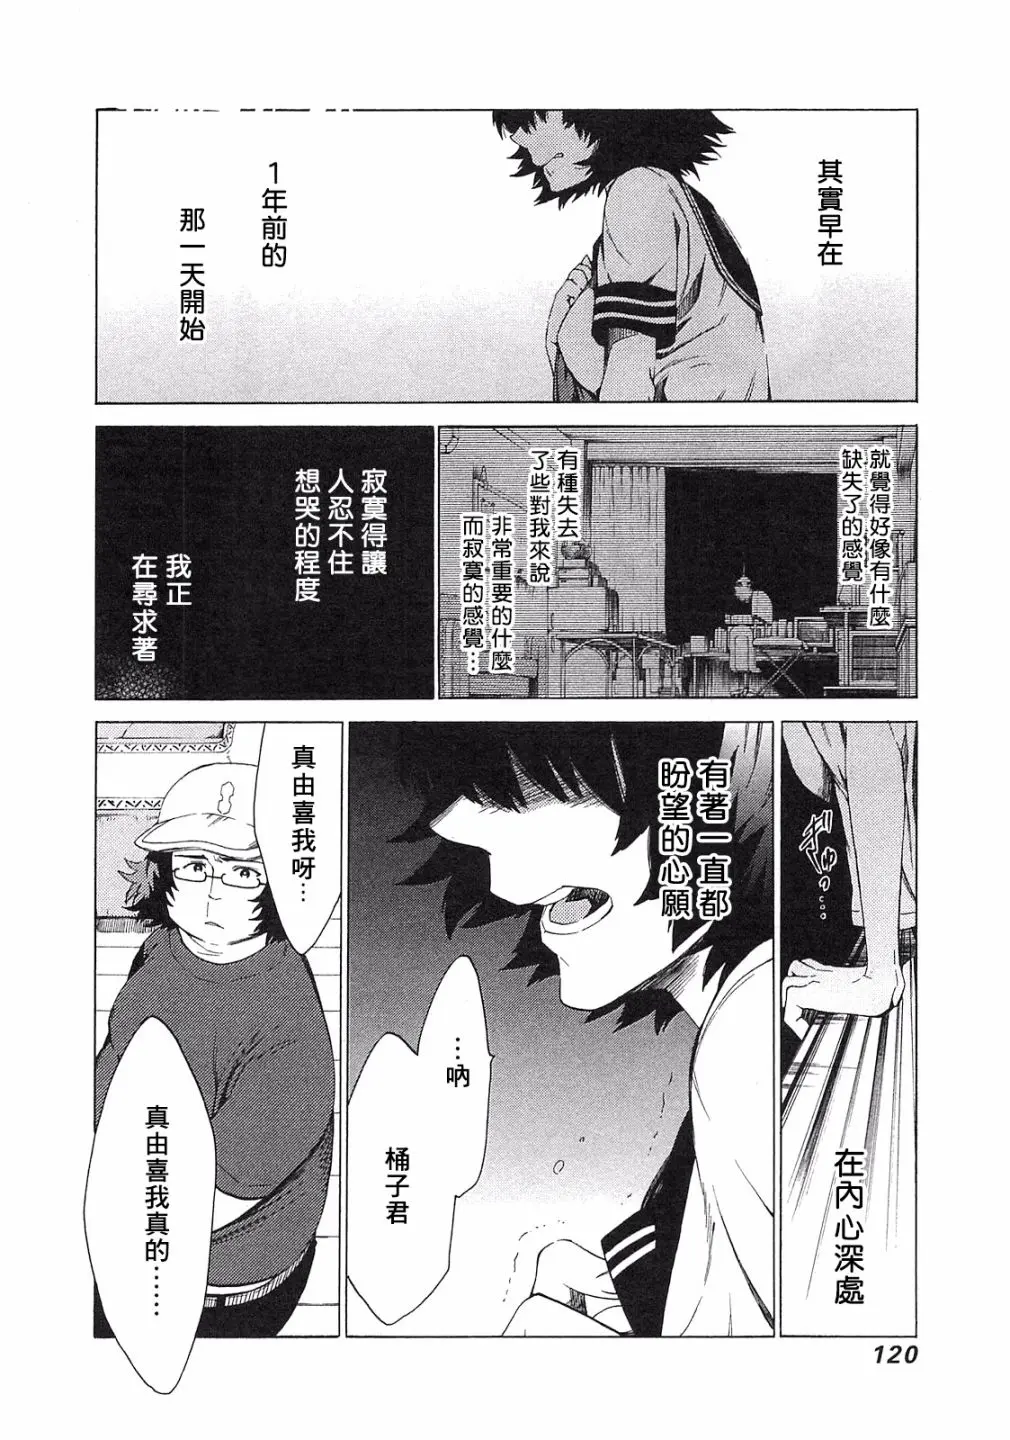 其實早在
1年前的
那一天開始
就覺得好像有什麼
缺失了的感覺
有種失去
了些對我來說
非常重要的什麼
而寂寞的感覺…
寂寞得讓
人忍不住
想哭的程度
我正
在尋求著
ギゅっ…
在內心深處
有著一直都
盼望的心願
…吶
桶子君
真由喜我呀…
真由喜我真的……
120